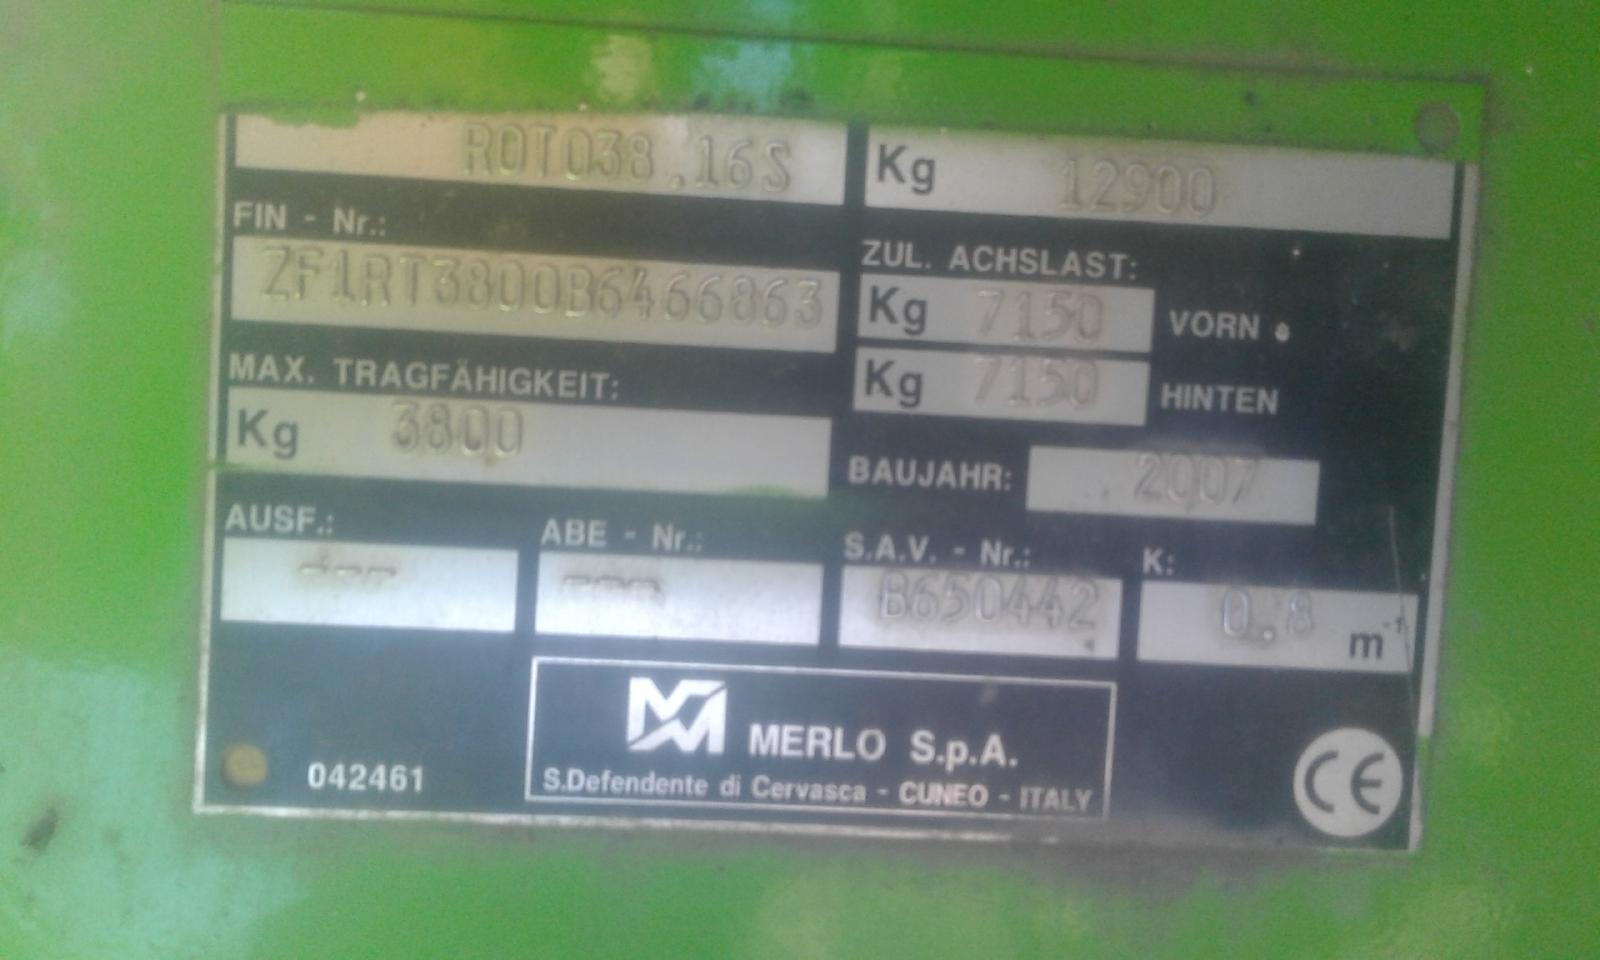 ROTO38.16S
Kg 12900
FIN - Nr.:
ZF1RT3800B6466863
ZUL. ACHSLAST:
Kg 7150 VORN
Kg 7150 HINTEN
MAX. TRAGFÄHIGKEIT:
Kg 3800
BAUJAHR: 2007
AUSF.: ABE - Nr.: S.A.V. - Nr.: K:
--- --- B650442 0.8 m-1
MERLO S.p.A.
S.Defendente di Cervasca - CUNEO - ITALY
042461
CE